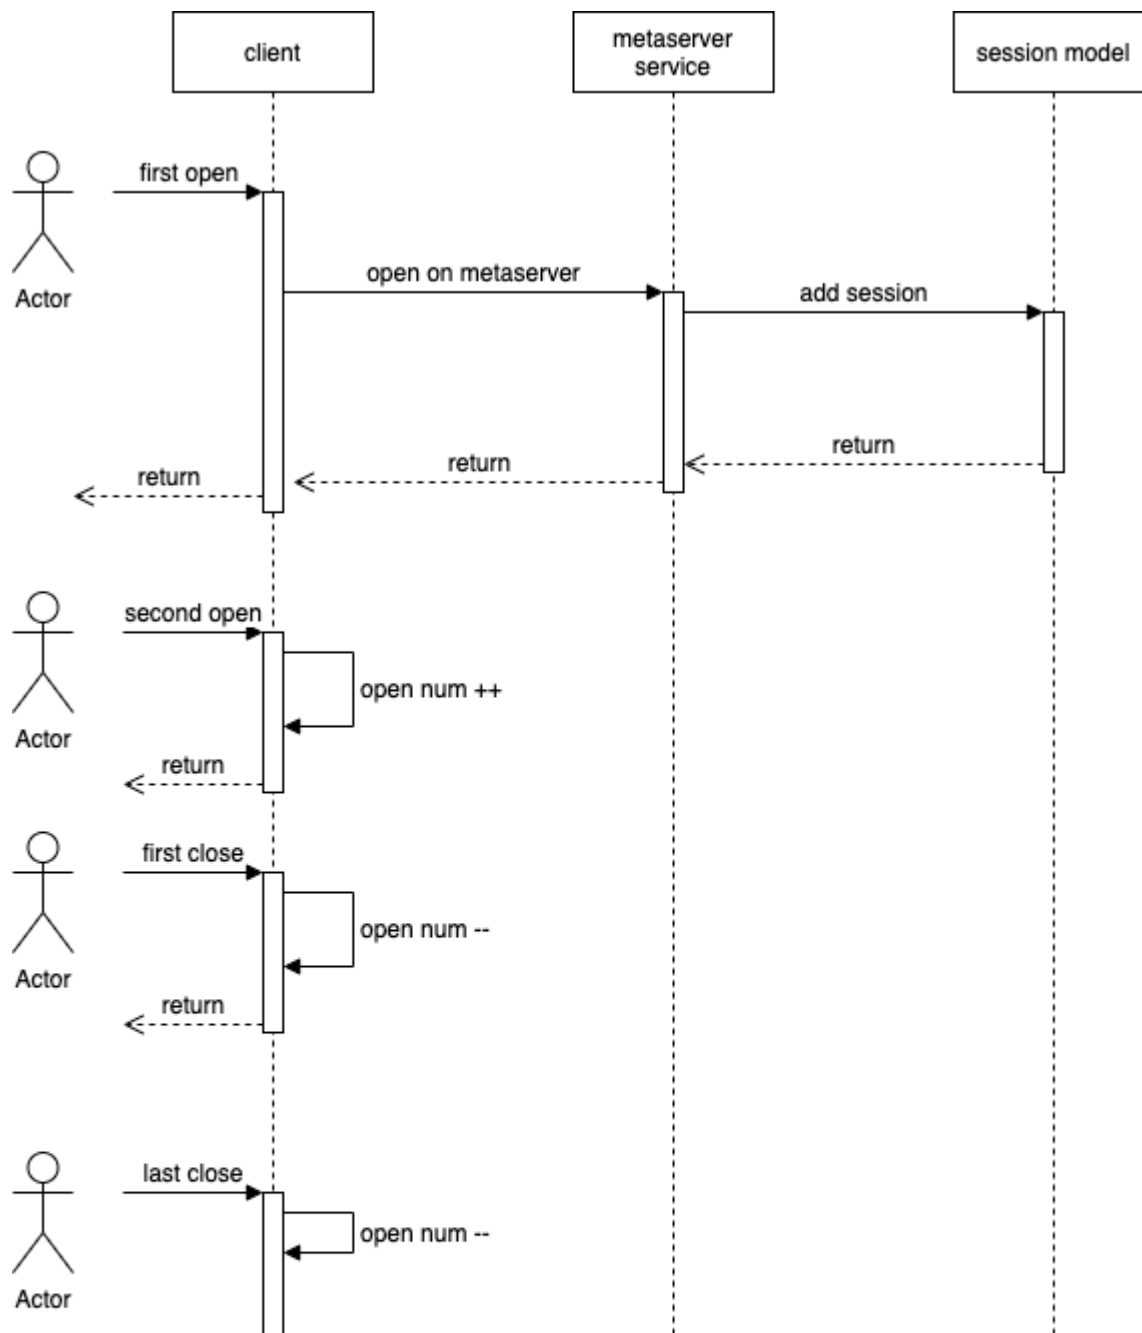 client
metaserver
service
session model
first open
Actor
open on metaserver
add session
return
return
return
second open
open num ++
Actor
return
first close
open num --
Actor
return
last close
open num --
Actor